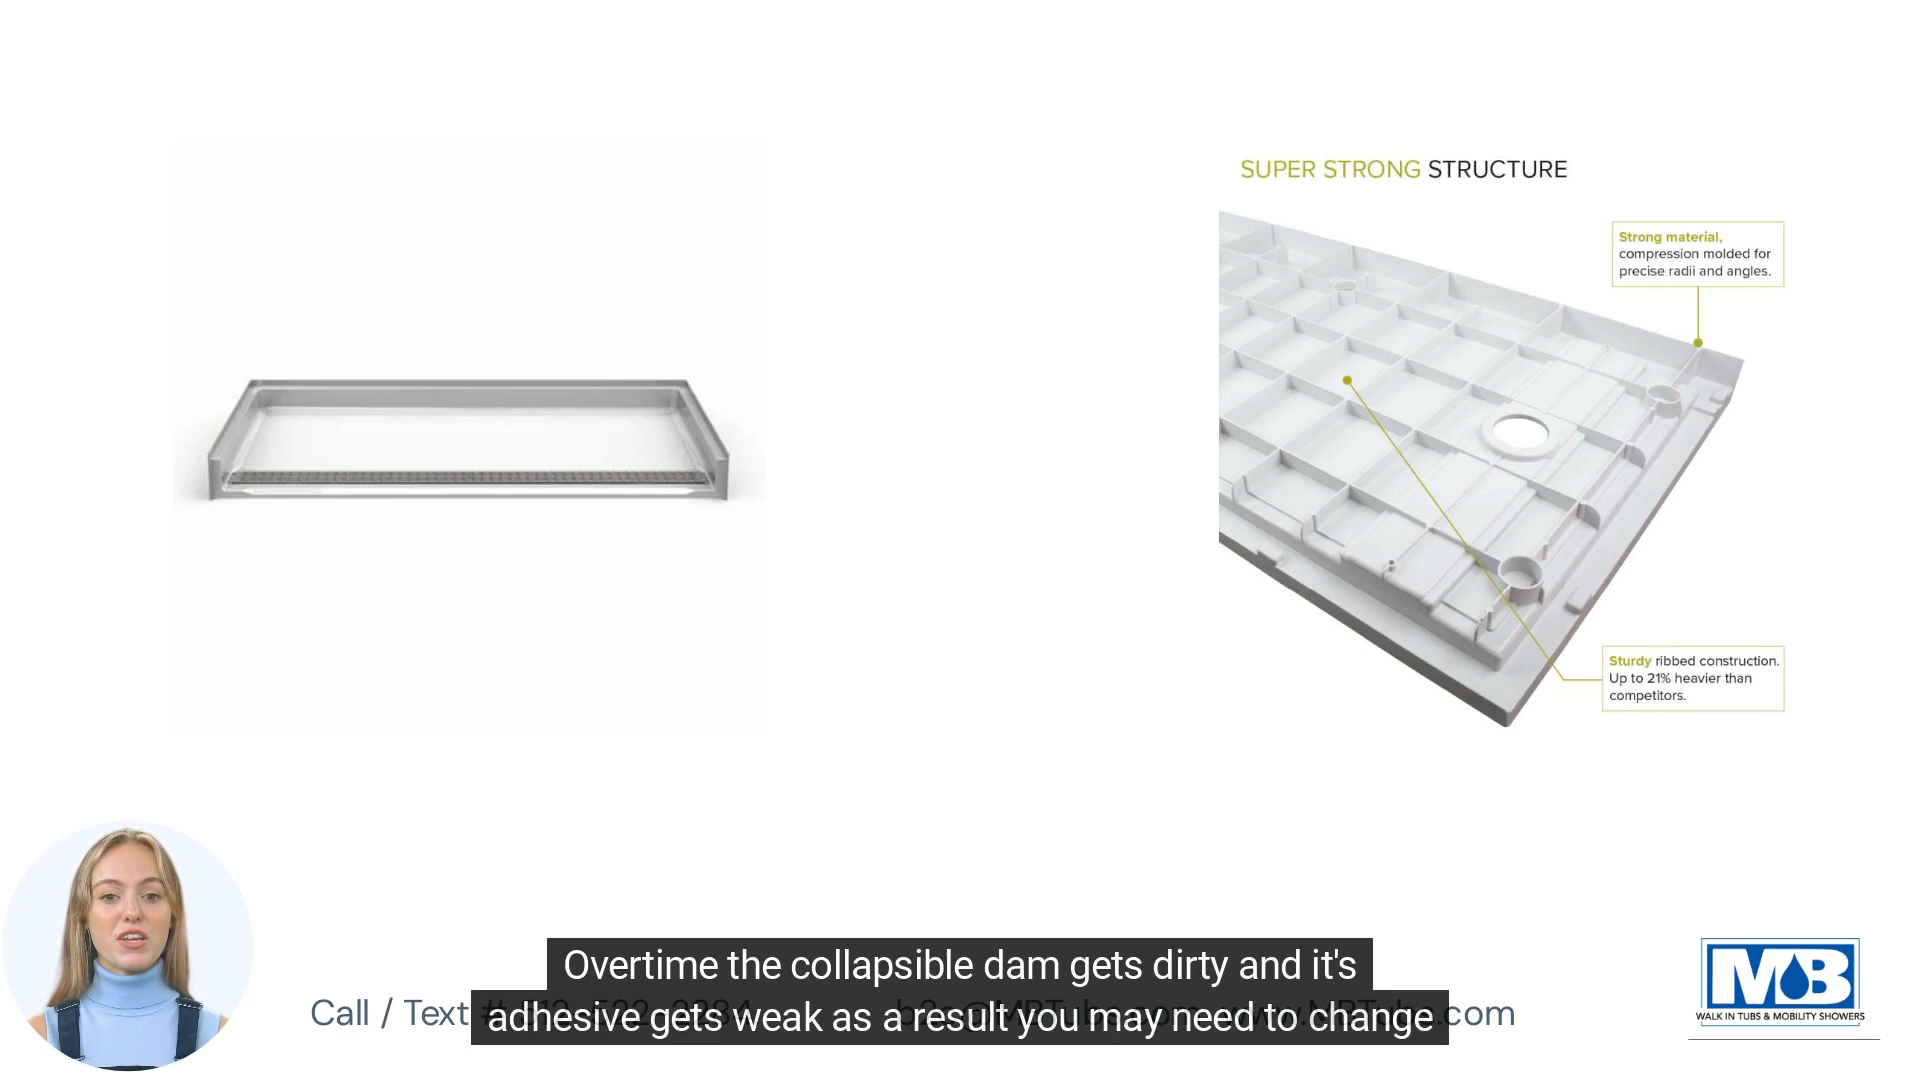 SUPER STRONG STRUCTURE
Strong material,
compression molded for
precise radii and angles.
Sturdy ribbed construction.
Up to 21% heavier than
competitors.
Overtime the collapsible dam gets dirty and it's
adhesive gets weak as a result you may need to change
Call / Text #
MB
WALK IN TUBS & MOBILITY SHOWERS